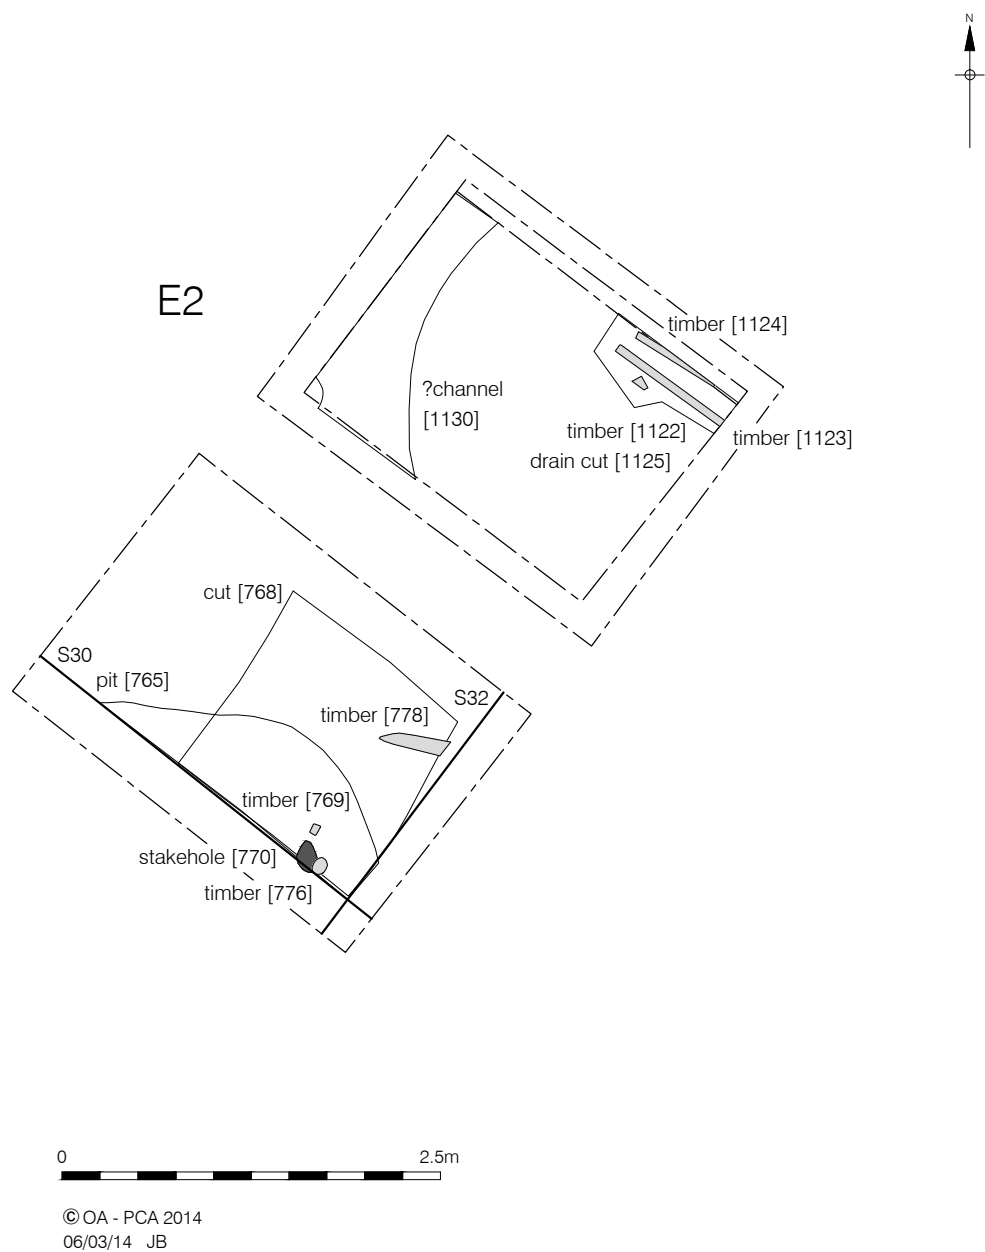 N
E2
timber [1124]
?channel
[1130]
timber [1122]
timber [1123]
drain cut [1125]
cut [768]
S30
pit [765]
S32
timber [778]
timber [769]
stakehole [770]
timber [776]
0 2.5m
© OA - PCA 2014
06/03/14 JB